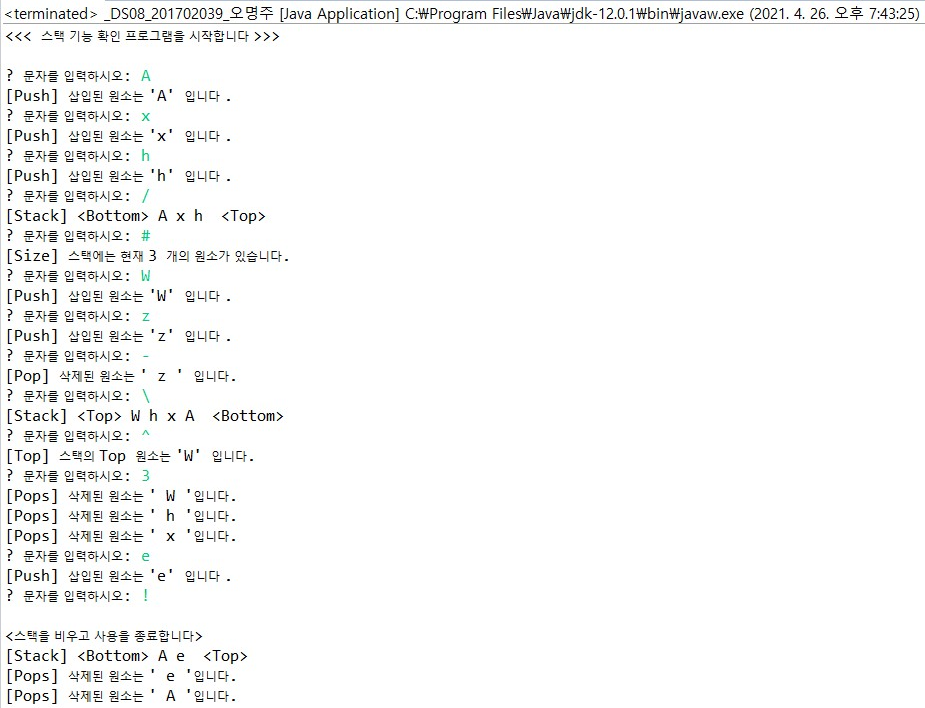 <terminated> _DS08_201702039_오명주 [Java Application] C:₩Program Files₩Java₩jdk-12.0.1₩bin₩javaw.exe (2021. 4. 26. 오후 7:43:25)
<<< 스택 기능 확인 프로그램을 시작합니다 >>>
? 문자를 입력하시오: A
[Push] 삽입된 원소는 'A' 입니다 .
? 문자를 입력하시오: x
[Push] 삽입된 원소는 'x' 입니다 .
? 문자를 입력하시오: h
[Push] 삽입된 원소는 'h' 입니다 .
? 문자를 입력하시오: /
[Stack] <Bottom> A x h  <Top>
? 문자를 입력하시오: #
[Size] 스택에는 현재 3 개의 원소가 있습니다.
? 문자를 입력하시오: W
[Push] 삽입된 원소는 'W' 입니다 .
? 문자를 입력하시오: z
[Push] 삽입된 원소는 'z' 입니다 .
? 문자를 입력하시오: -
[Pop] 삭제된 원소는 ' z ' 입니다.
? 문자를 입력하시오: \
[Stack] <Top> W h x A  <Bottom>
? 문자를 입력하시오: ^
[Top] 스택의 Top 원소는 'W' 입니다.
? 문자를 입력하시오: 3
[Pops] 삭제된 원소는 ' W '입니다.
[Pops] 삭제된 원소는 ' h '입니다.
[Pops] 삭제된 원소는 ' x '입니다.
? 문자를 입력하시오: e
[Push] 삽입된 원소는 'e' 입니다 .
? 문자를 입력하시오: !
<스택을 비우고 사용을 종료합니다>
[Stack] <Bottom> A e  <Top>
[Pops] 삭제된 원소는 ' e '입니다.
[Pops] 삭제된 원소는 ' A '입니다.